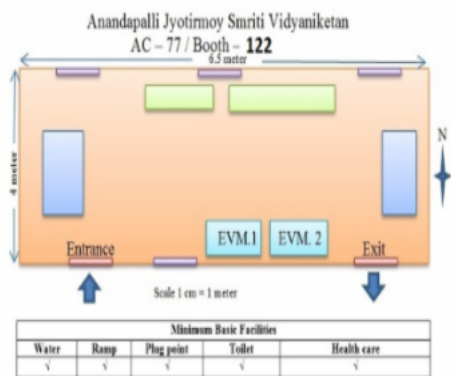 Anandapalli Jyotirmoy Smriti Vidyaniketan
AC – 77 / Booth – 122
6.5 meter
4 meter
N
EVM.1 EVM. 2
Entrance Exit
Scale 1 cm = 1 meter
Minimum Basic Facilities
Water Ramp Plug point Toilet Health care
√ √ √ √ √